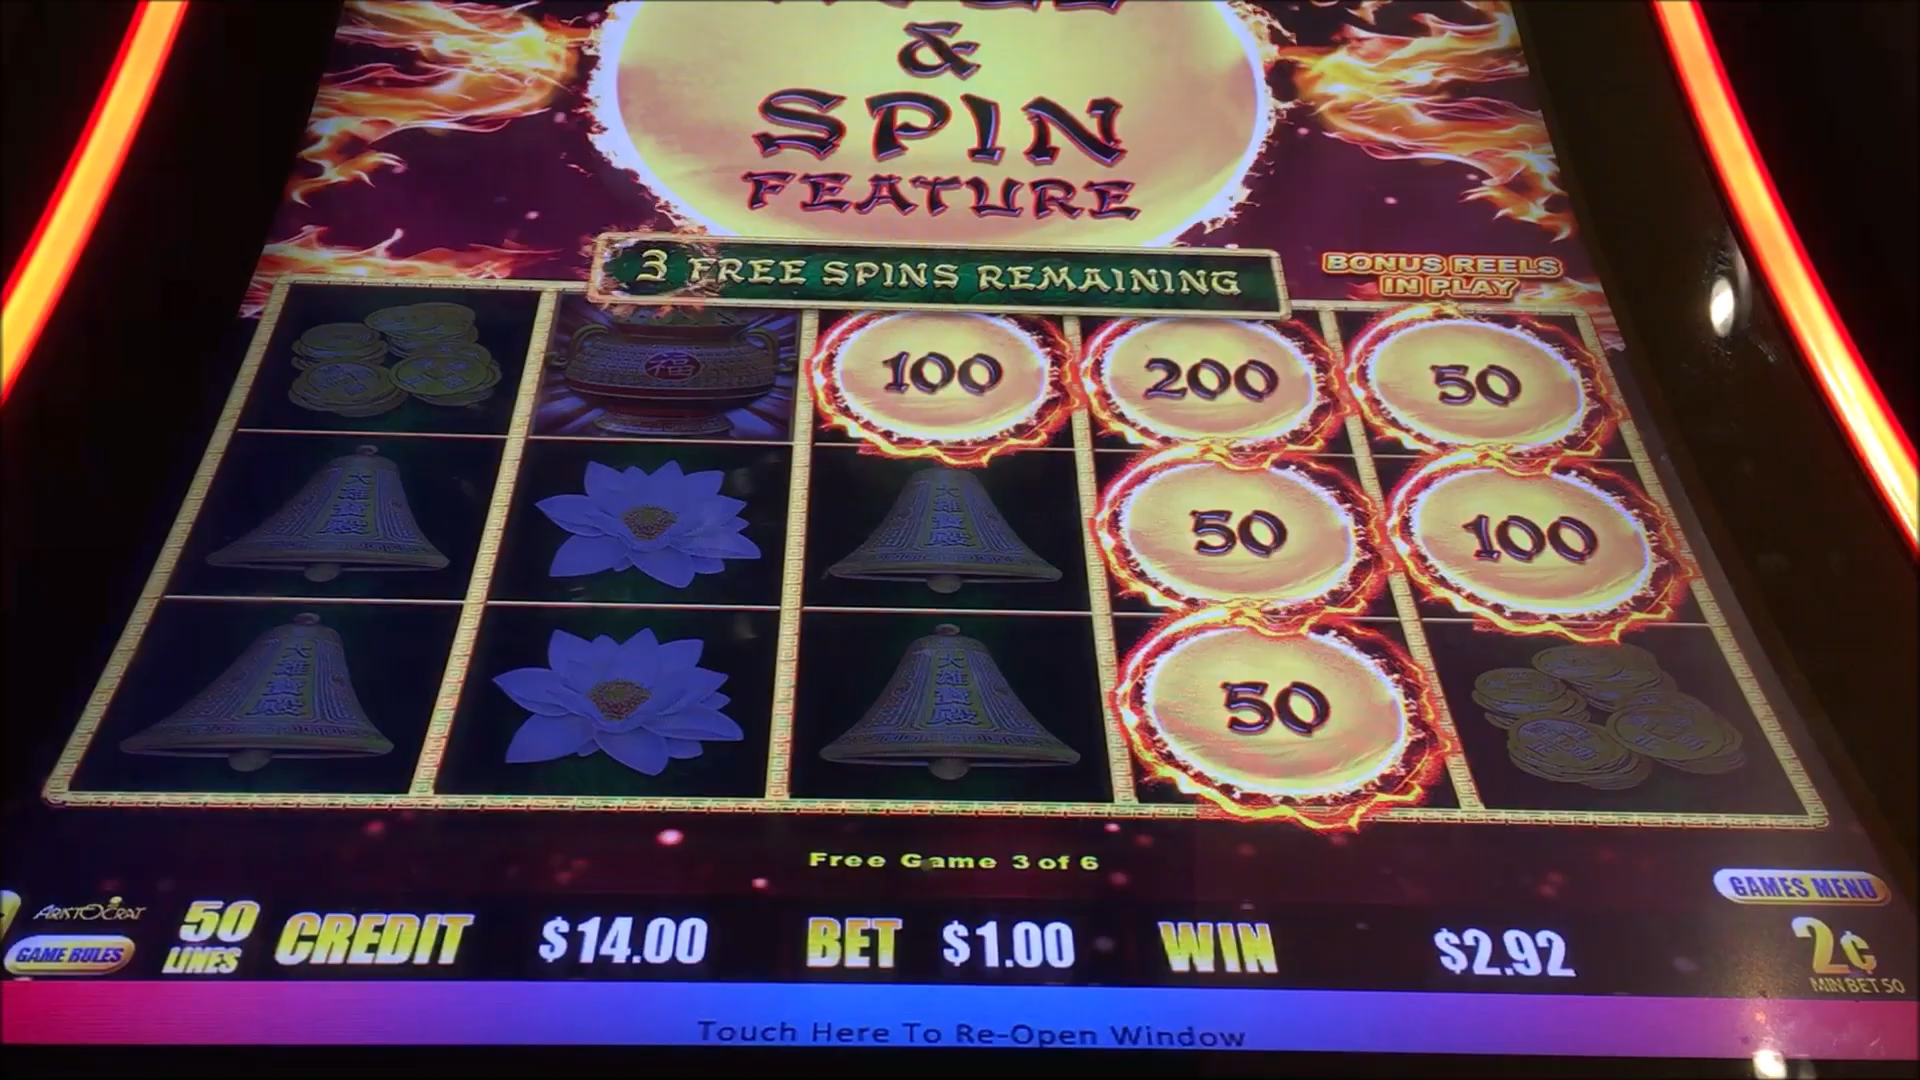 &
SPIN
FEATURE
3 FREE SPINS REMAINING
BONUS REELS
IN PLAY
福
100
200
50
50
100
50
Free Game 3 of 6
GAMES MENU
ARISTOCRAT
GAME RULES
50
LINES
CREDIT
$14.00
BET
$1.00
WIN
$2.92
2¢
MIN BET 50
Touch Here To Re-Open Window